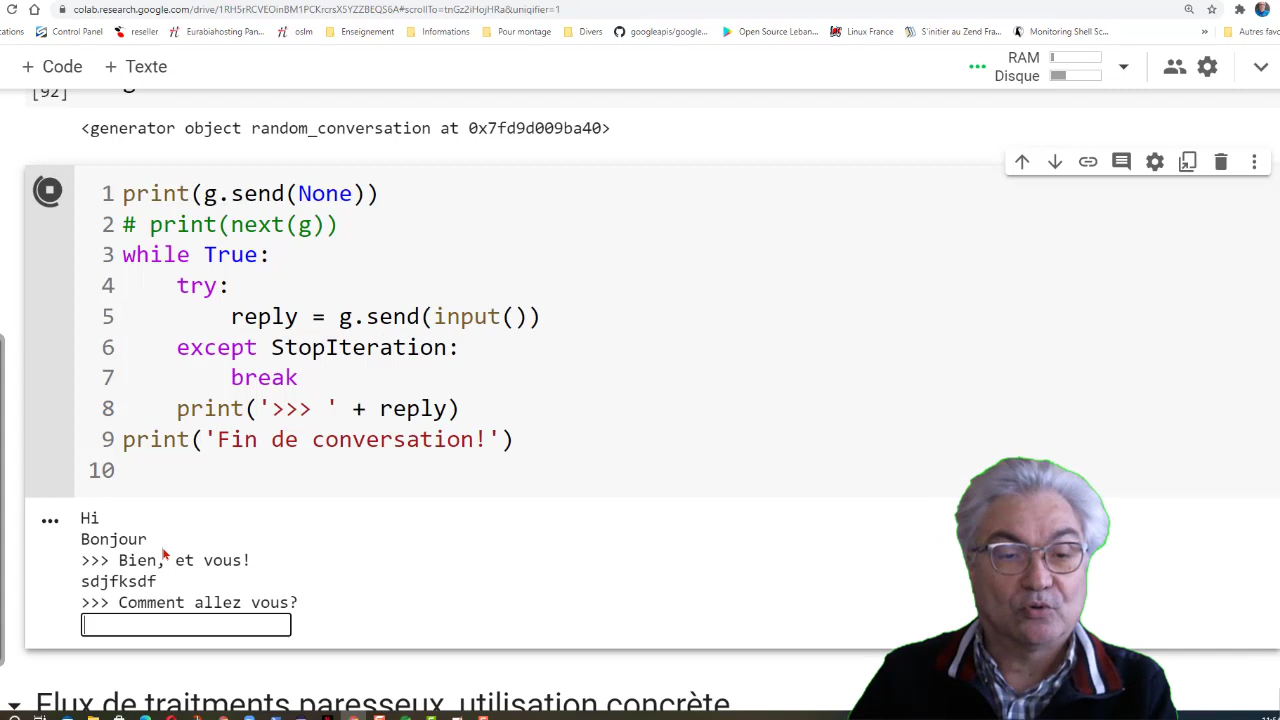 colab.research.google.com/drive/1RH5rRCVEOinBM1PCKrcrsX5YZZBEQS6A#scrollTo=tnGz2iHojHRa&uniqifier=1
cations Control Panel reseller Eurabiahosting Pan... oslm Enseignement Informations Pour montage Divers googleapis/google... Open Source Leban... Linux France S'initier au Zend Fra... Monitoring Shell Sc... » Autres favo
+ Code + Texte
RAM
Disque
[92]
<generator object random_conversation at 0x7fd9d009ba40>
1 print(g.send(None))
2 # print(next(g))
3 while True:
4 try:
5 reply = g.send(input())
6 except StopIteration:
7 break
8 print('>>> ' + reply)
9 print('Fin de conversation!')
10
Hi
Bonjour
>>> Bien, et vous!
sdjfksdf
>>> Comment allez vous?
Flux de traitements paresseux, utilisation concrète